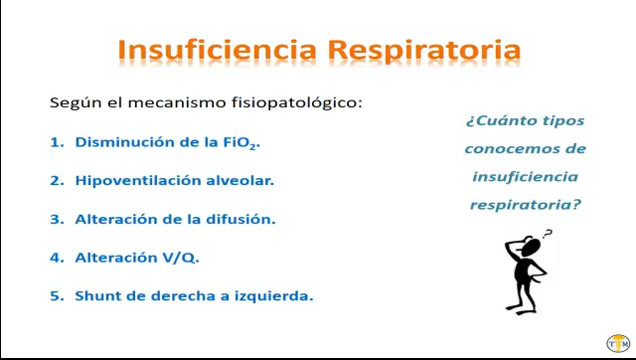 Insuficiencia Respiratoria
Según el mecanismo fisiopatológico:
1. Disminución de la FiO₂.
2. Hipoventilación alveolar.
3. Alteración de la difusión.
4. Alteración V/Q.
5. Shunt de derecha a izquierda.
¿Cuánto tipos
conocemos de
insuficiencia
respiratoria?
?
TM